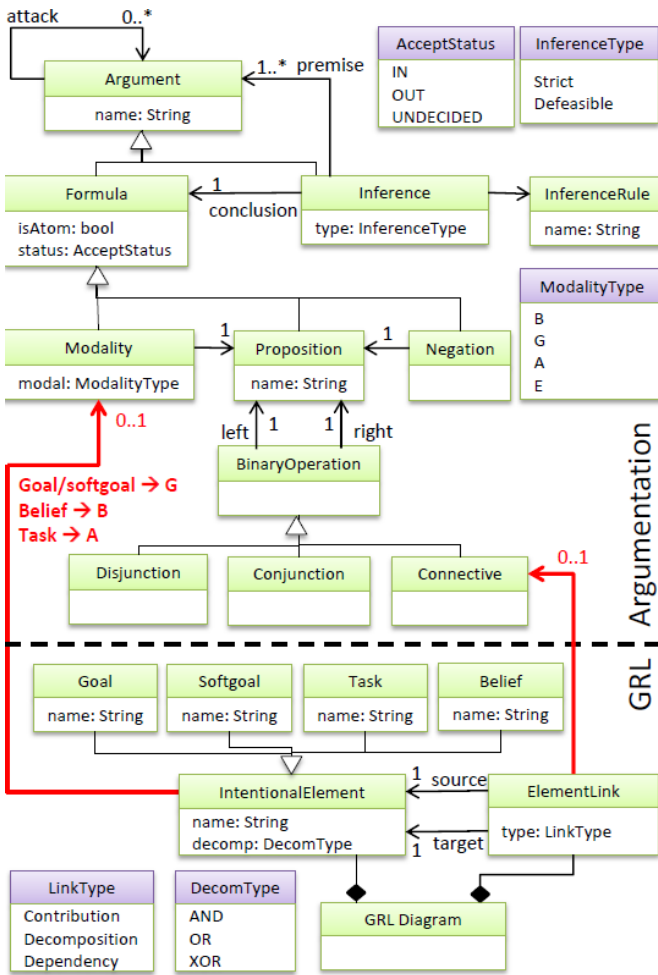 attack
0..*
Argument
name: String
1..* premise
AcceptStatus
IN
OUT
UNDECIDED
InferenceType
Strict
Defeasible
Formula
isAtom: bool
status: AcceptStatus
1
conclusion
Inference
type: InferenceType
InferenceRule
name: String
ModalityType
B
G
A
E
Modality
modal: ModalityType
1
Proposition
name: String
1
Negation
0..1
left
1
1
right
BinaryOperation
Goal/softgoal → G
Belief → B
Task → A
Disjunction
Conjunction
Connective
0..1
Argumentation
GRL
Goal
name: String
Softgoal
name: String
Task
name: String
Belief
name: String
IntentionalElement
name: String
decomp: DecomType
1 source
target
1
ElementLink
type: LinkType
LinkType
Contribution
Decomposition
Dependency
DecomType
AND
OR
XOR
GRL Diagram